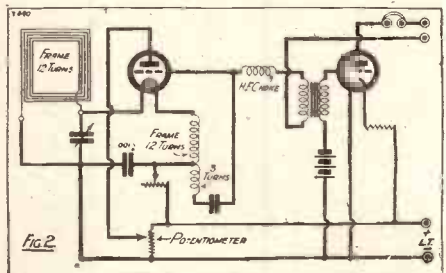 FRAME
12 TURNS
H.F. CHOKE
.001
FRAME
12 TURNS
3
TURNS
POTENTIOMETER
FIG.2
+
L.T.
-